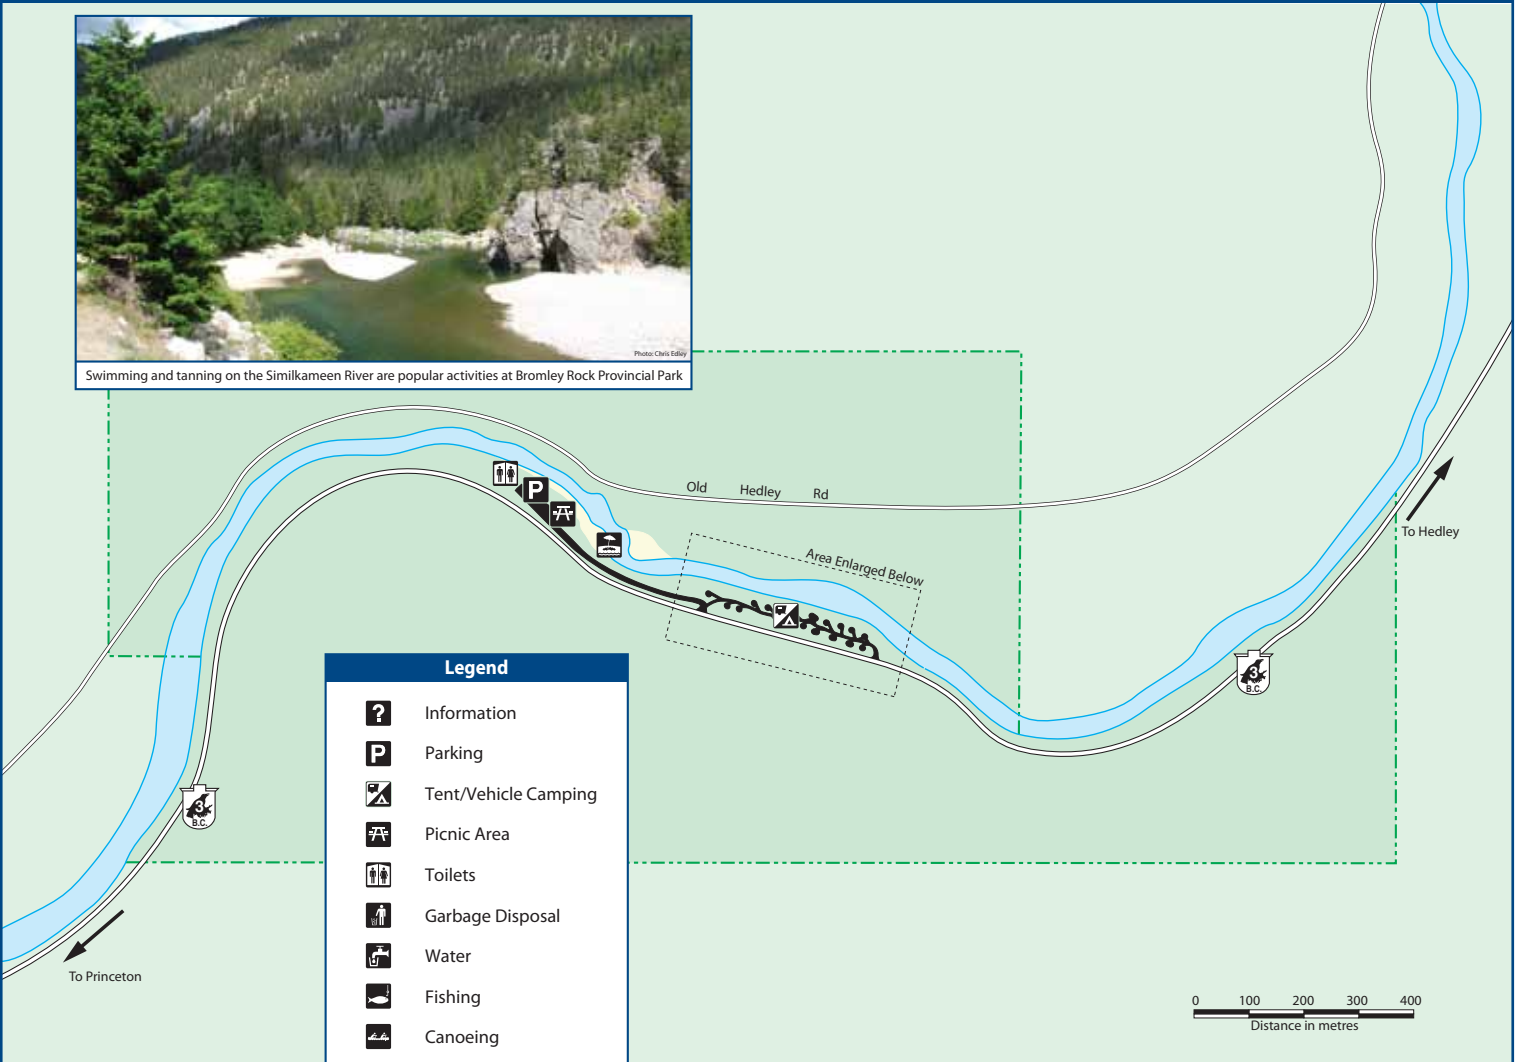 Photo: Chris Edley
Swimming and tanning on the Similkameen River are popular activities at Bromley Rock Provincial Park
P
Old Hedley Rd
Area Enlarged Below
To Hedley
3
B.C.
3
B.C.
To Princeton
Legend
? Information
P Parking
Tent/Vehicle Camping
Picnic Area
Toilets
Garbage Disposal
Water
Fishing
Canoeing
0 100 200 300 400
Distance in metres